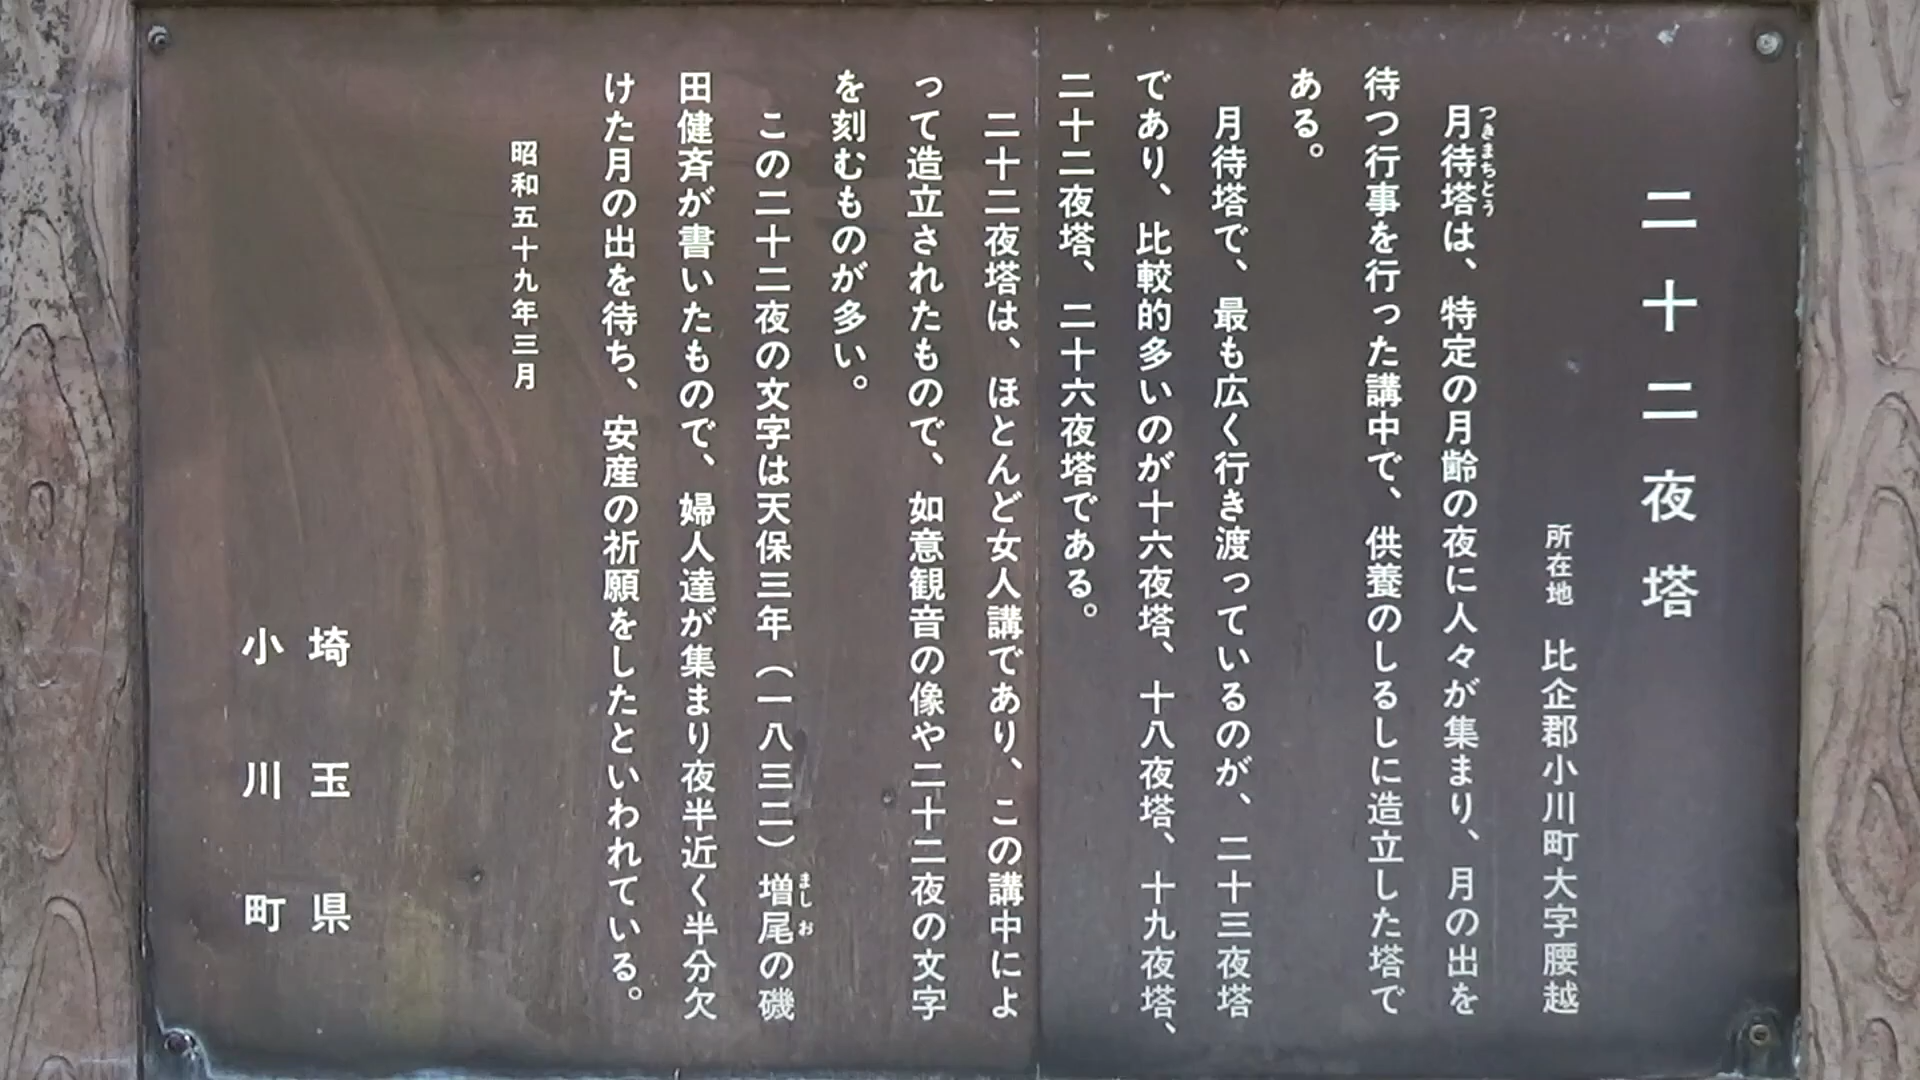 二十二夜塔
所在地 比企郡小川町大字腰越
月待塔は、特定の月齢の夜に人々が集まり、月の出を
つきまちとう
待つ行事を行った講中で、供養のしるしに造立した塔で
ある。
月待塔で、最も広く行き渡っているのが、二十三夜塔
であり、比較的多いのが十六夜塔、十八夜塔、十九夜塔、
二十二夜塔、二十六夜塔である。
二十二夜塔は、ほとんど女人講であり、この講中によ
って造立されたもので、如意観音の像や二十二夜の文字
を刻むものが多い。
この二十二夜の文字は天保三年(一八三二)増尾の磯
ましお
田健斉が書いたもので、婦人達が集まり夜半近く半分欠
けた月の出を待ち、安産の祈願をしたといわれている。
昭和五十九年三月
埼玉県
小川町